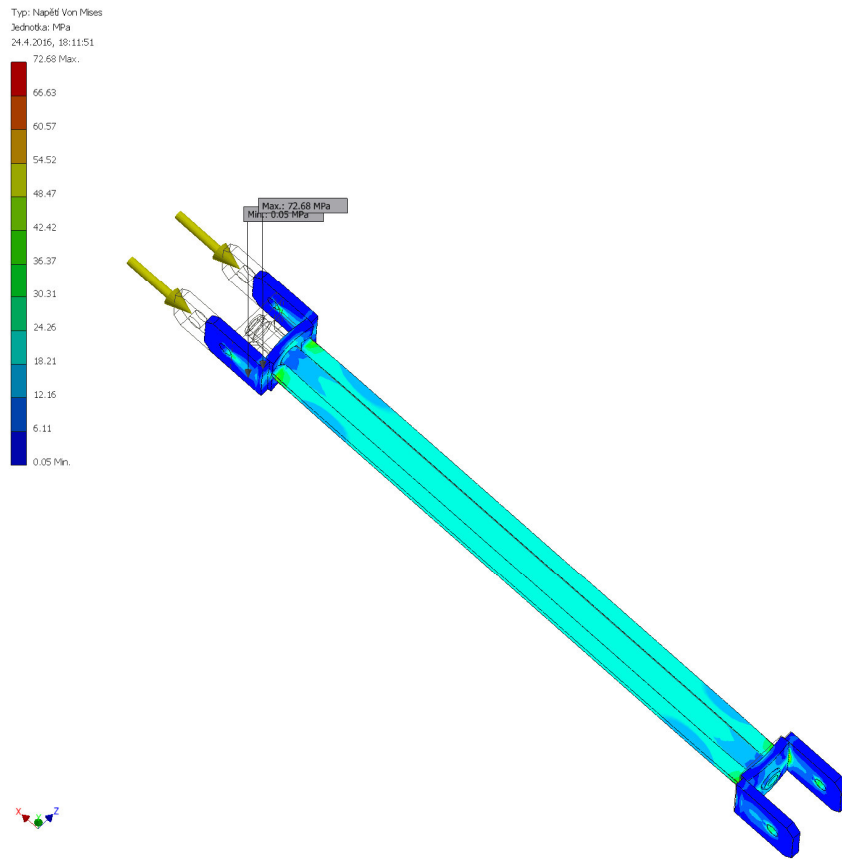 Typ: Napětí Von Mises
Jednotka: MPa
24.4.2016, 18:11:51
72.68 Max.
66.63
60.57
54.52
48.47
42.42
36.37
30.31
24.26
18.21
12.16
6.11
0.05 Min.
Max.: 72.68 MPa
Min.: 0.05 MPa
X
Y
Z